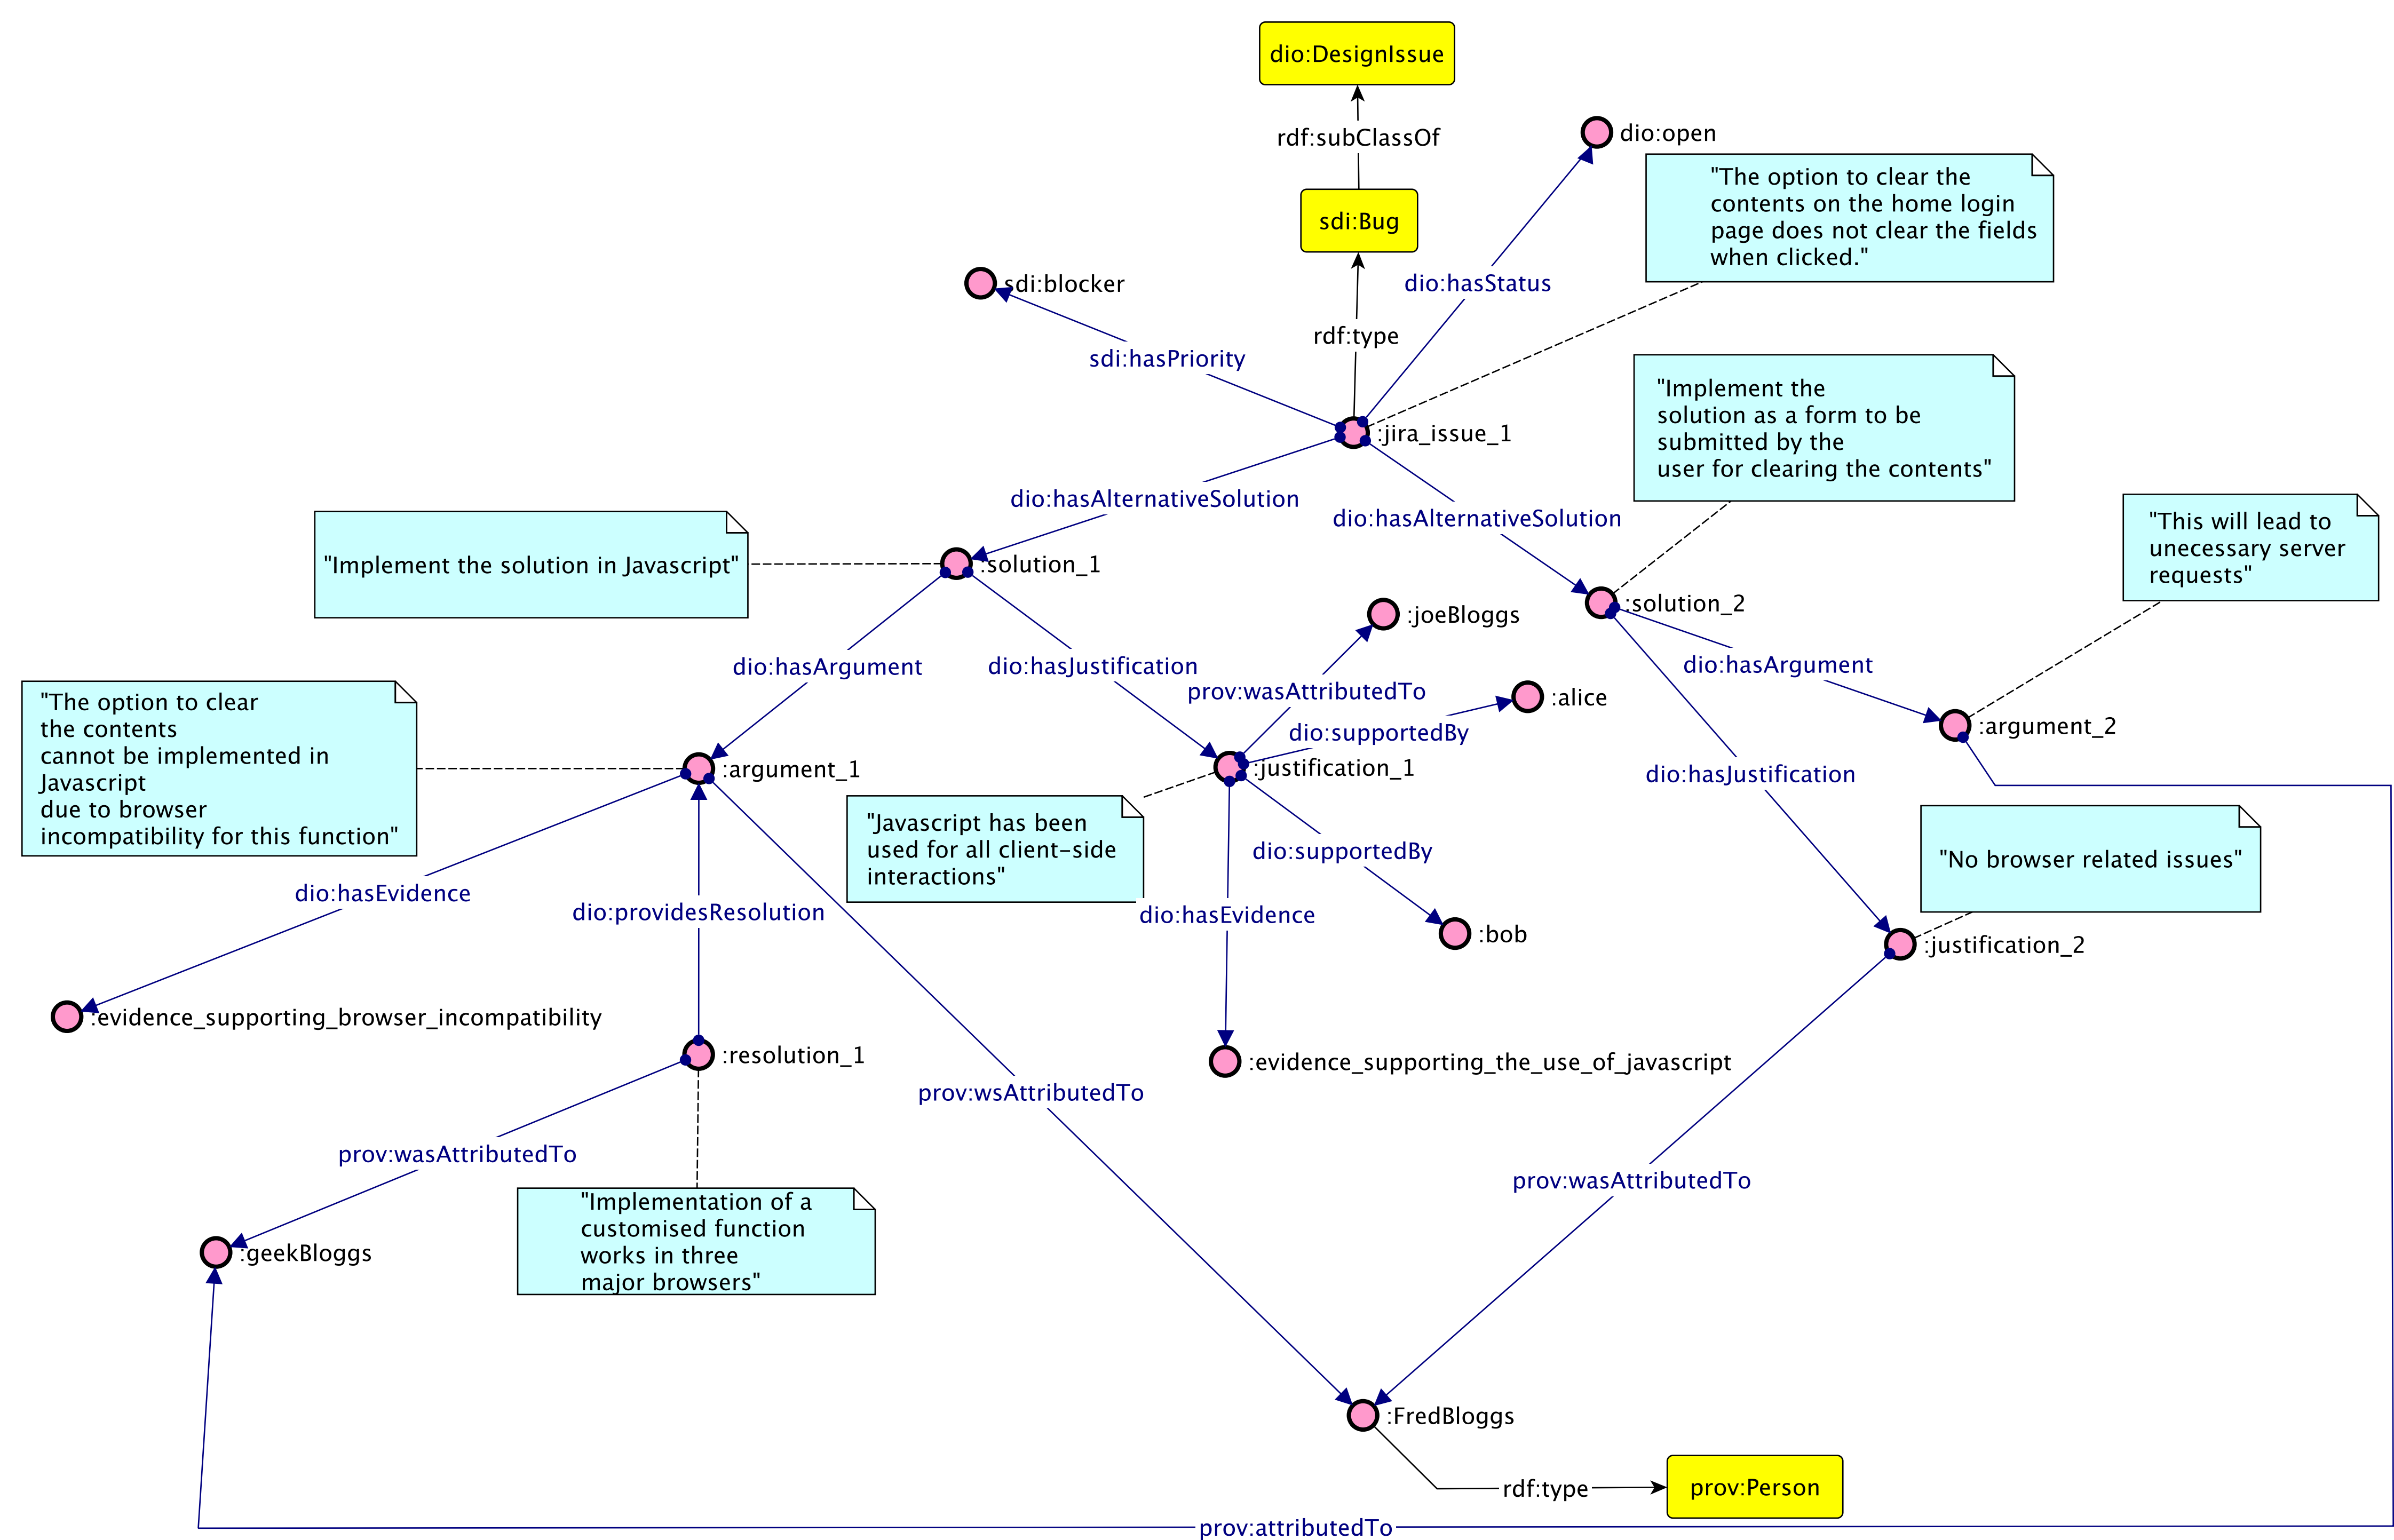 dio:DesignIssue
rdf:subClassOf
dio:open
"The option to clear the
contents on the home login
page does not clear the fields
when clicked."
sdi:Bug
sdi:blocker
dio:hasStatus
rdf:type
sdi:hasPriority
"Implement the
solution as a form to be
submitted by the
user for clearing the contents"
:jira_issue_1
dio:hasAlternativeSolution
dio:hasAlternativeSolution
"This will lead to
unecessary server
requests"
"Implement the solution in Javascript"
:solution_1
:solution_2
:joeBloggs
dio:hasArgument
dio:hasJustification
dio:hasArgument
prov:wasAttributedTo
:alice
dio:supportedBy
:argument_2
"The option to clear
the contents
cannot be implemented in
Javascript
due to browser
incompatibility for this function"
:argument_1
:justification_1
dio:hasJustification
"Javascript has been
used for all client-side
interactions"
dio:supportedBy
"No browser related issues"
dio:hasEvidence
dio:providesResolution
dio:hasEvidence
:bob
:justification_2
:evidence_supporting_browser_incompatibility
:resolution_1
:evidence_supporting_the_use_of_javascript
prov:wsAttributedTo
prov:wasAttributedTo
prov:wasAttributedTo
"Implementation of a
customised function
works in three
major browsers"
:geekBloggs
:FredBloggs
rdf:type
prov:Person
prov:attributedTo